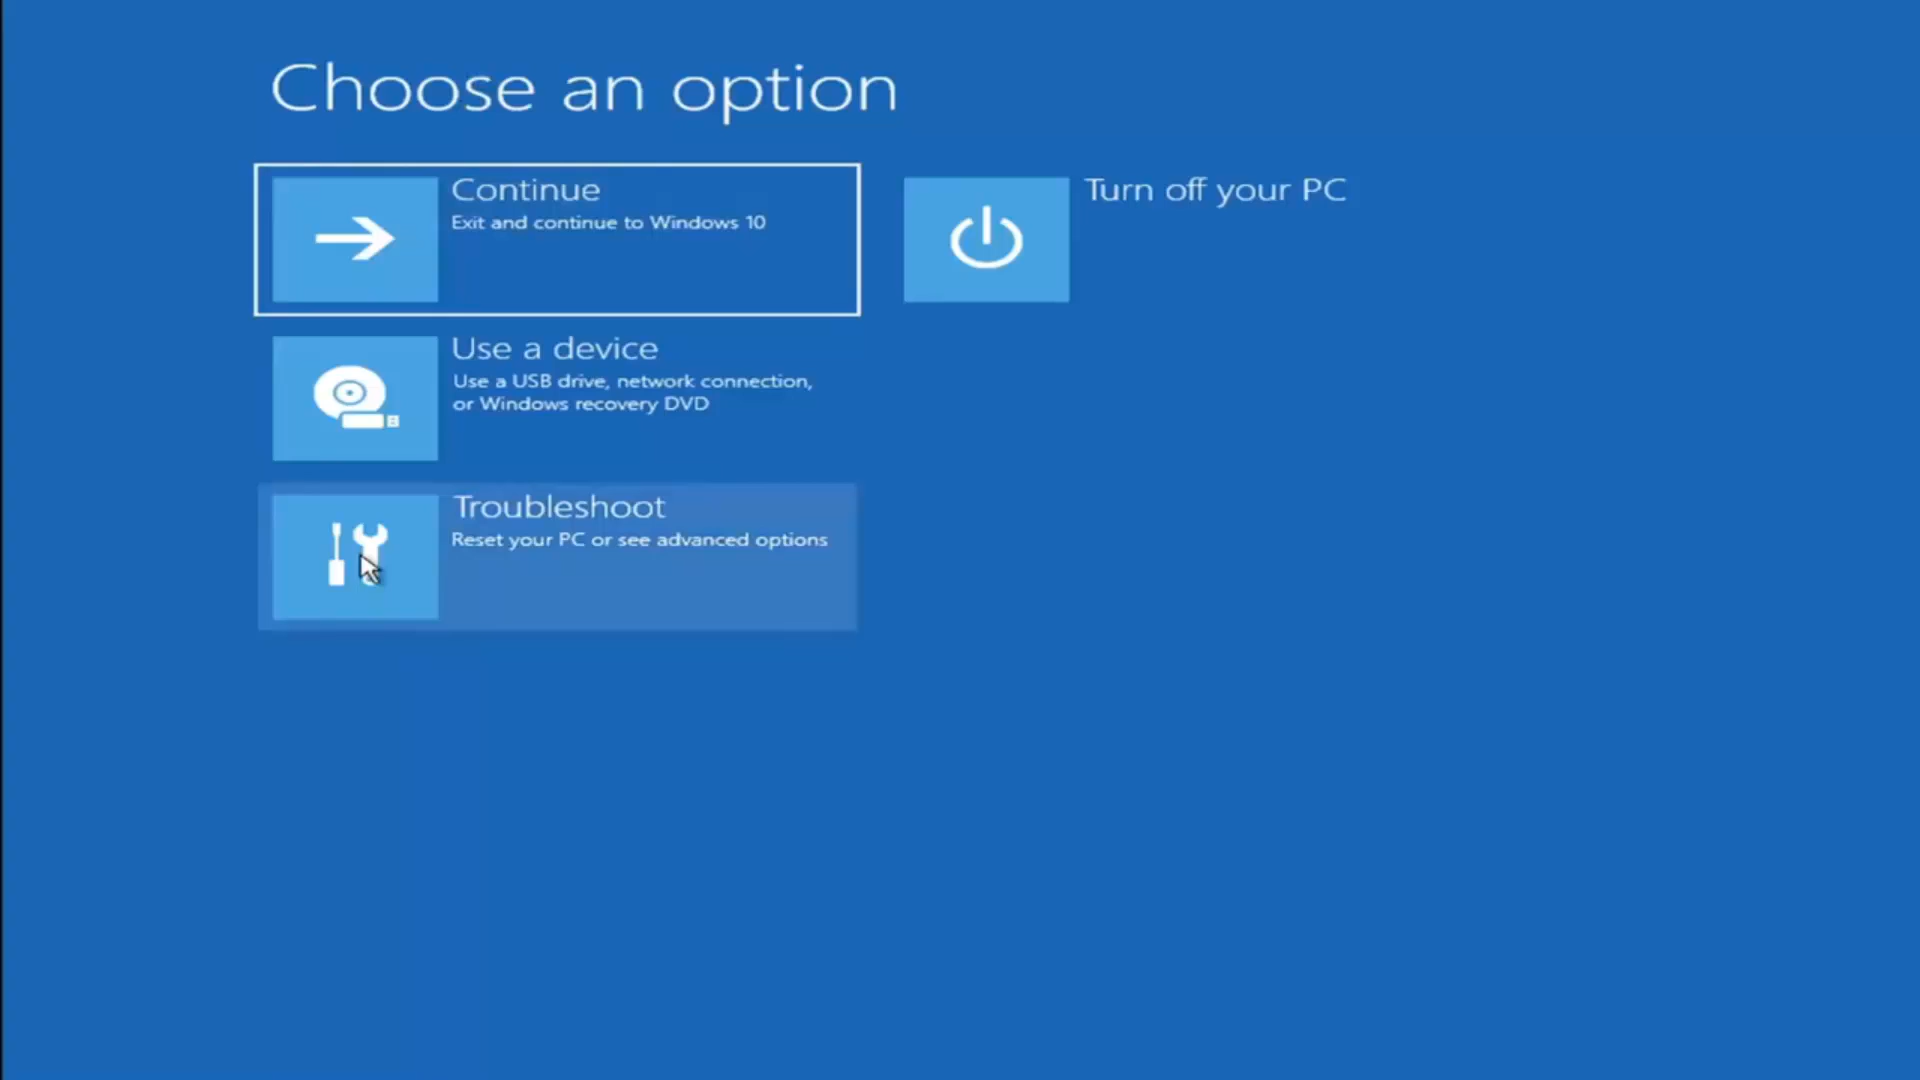 Choose an option
Continue
Exit and continue to Windows 10
Turn off your PC
Use a device
Use a USB drive, network connection,
or Windows recovery DVD
Troubleshoot
Reset your PC or see advanced options